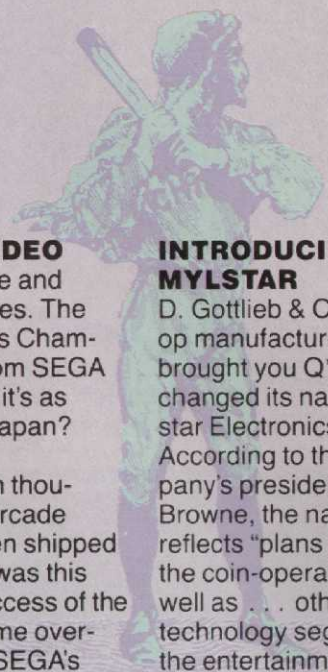 DEO
e and
es. The
s Cham-
om SEGA
it's as
apan?
n thou-
rcade
en shipped
was this
ccess of the
me over-
SEGA's
INTRODUCI
MYLSTAR
D. Gottlieb & C
op manufactur
brought you Q
changed its na
star Electronics
According to th
pany's preside
Browne, the na
reflects "plans
the coin-opera
well as . . . oth
technology seg
the entertainm